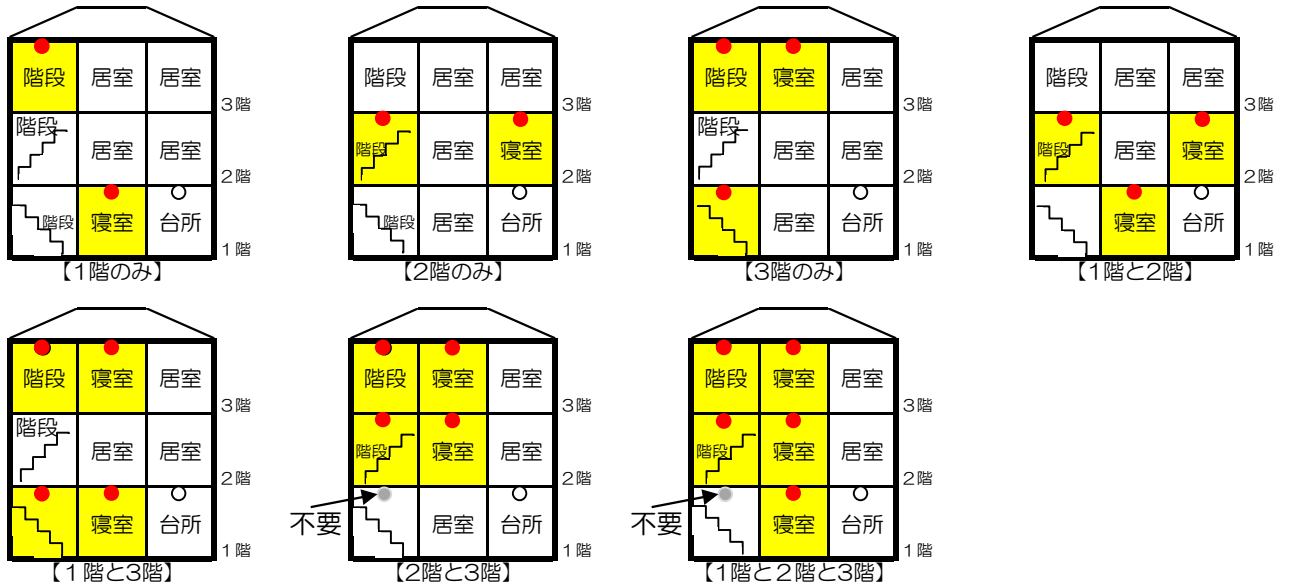 階段 居室 居室
3階
階段 居室 居室
2階
階段 寝室 台所
1階
【1階のみ】
階段 居室 居室
3階
階段 居室 寝室
2階
階段 居室 台所
1階
【2階のみ】
階段 寝室 居室
3階
階段 居室 居室
2階
居室 台所
1階
【3階のみ】
階段 居室 居室
3階
階段 居室 寝室
2階
寝室 台所
1階
【1階と2階】
階段 寝室 居室
3階
階段 居室 居室
2階
寝室 台所
1階
【1階と3階】
階段 寝室 居室
3階
階段 寝室 居室
2階
不要 居室 台所
1階
【2階と3階】
階段 寝室 居室
3階
階段 寝室 居室
2階
不要 寝室 台所
1階
【1階と2階と3階】